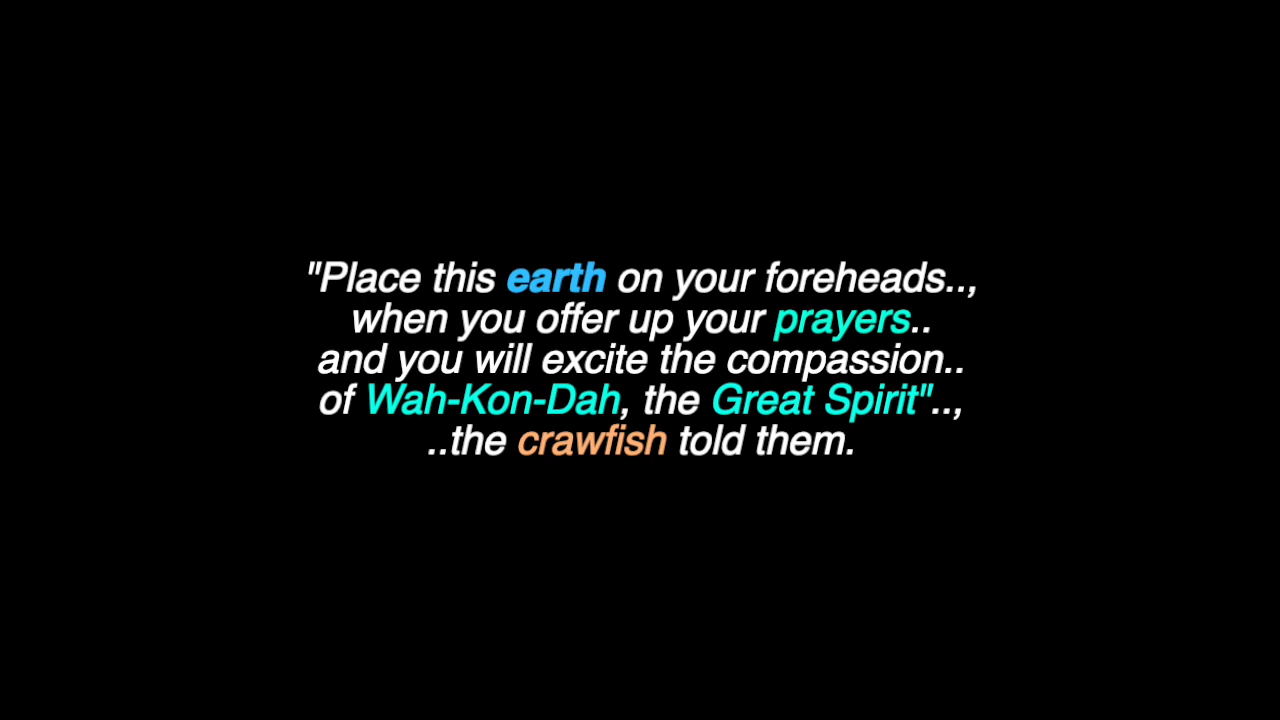 "Place this earth on your foreheads..,
when you offer up your prayers..
and you will excite the compassion..
of Wah-Kon-Dah, the Great Spirit"..,
..the crawfish told them.